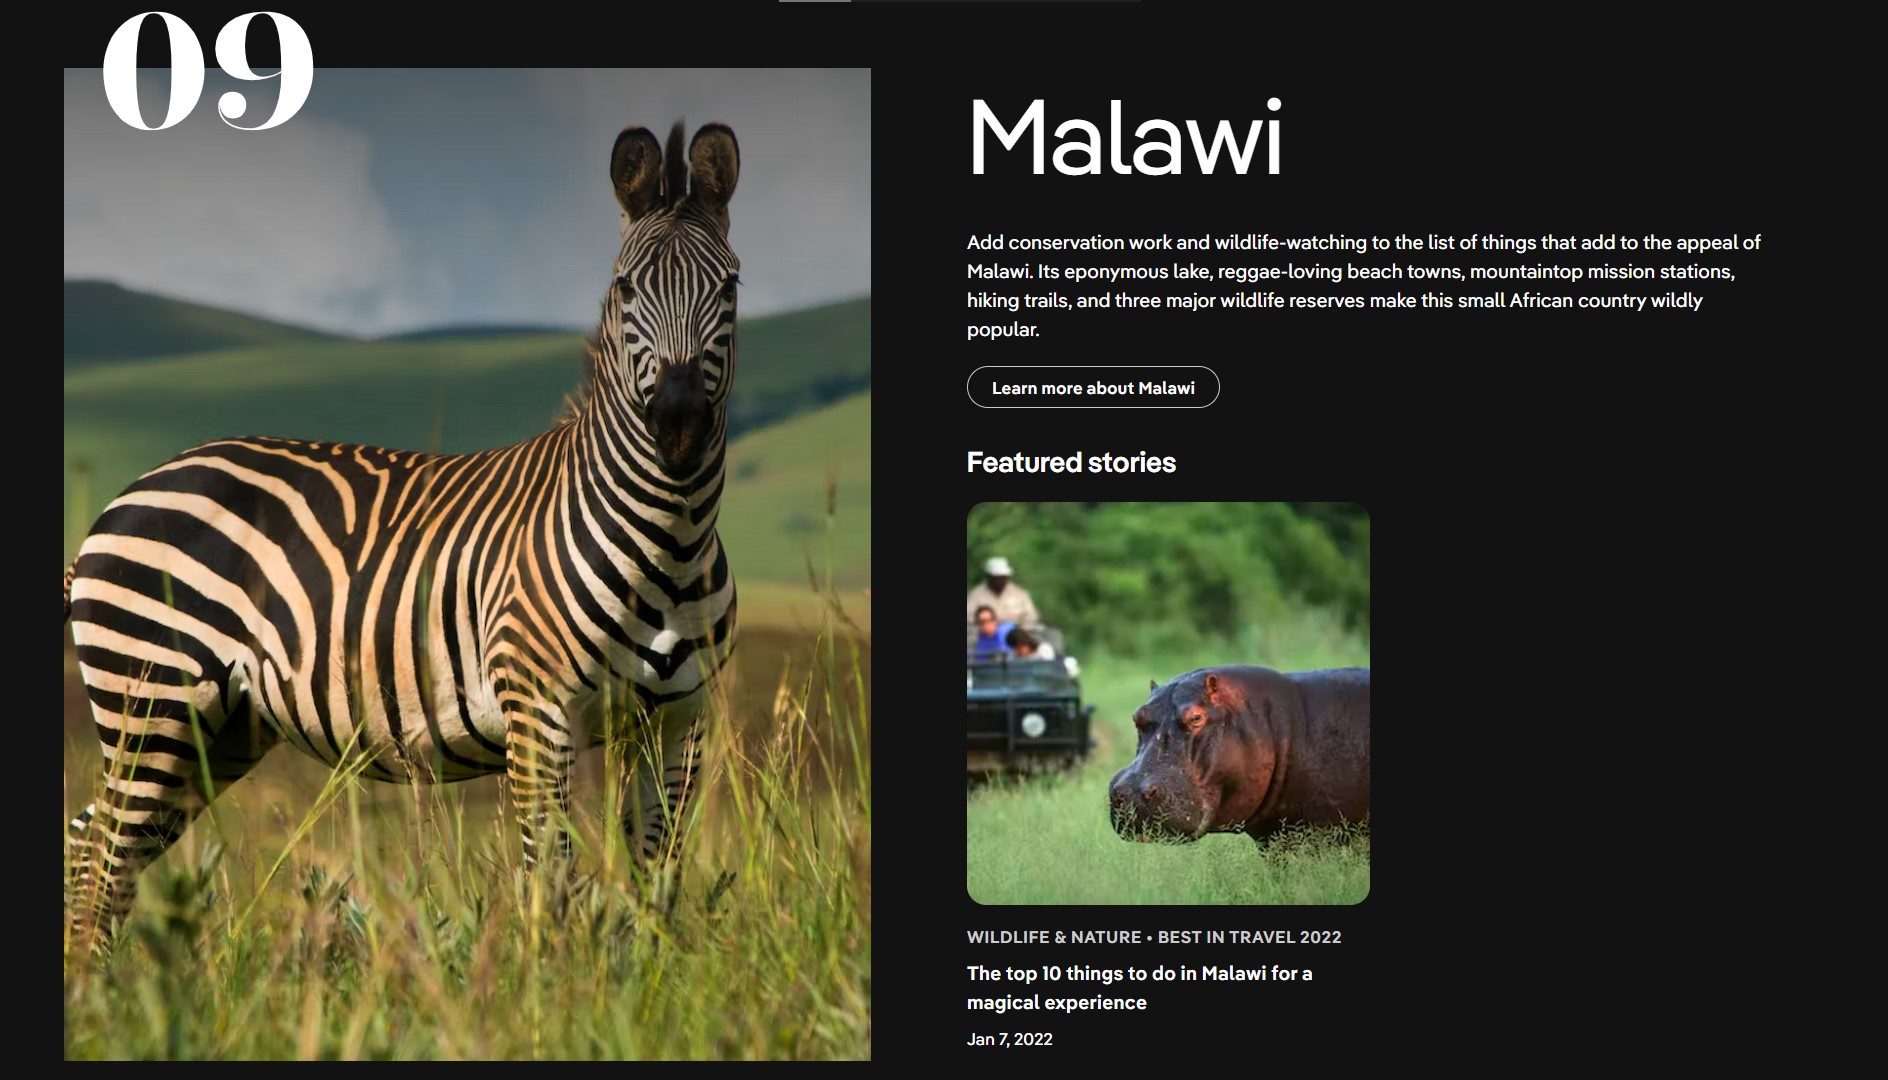 09
Malawi
Add conservation work and wildlife-watching to the list of things that add to the appeal of
Malawi. Its eponymous lake, reggae-loving beach towns, mountaintop mission stations,
hiking trails, and three major wildlife reserves make this small African country wildly
popular.
Learn more about Malawi
Featured stories
WILDLIFE & NATURE • BEST IN TRAVEL 2022
The top 10 things to do in Malawi for a
magical experience
Jan 7, 2022